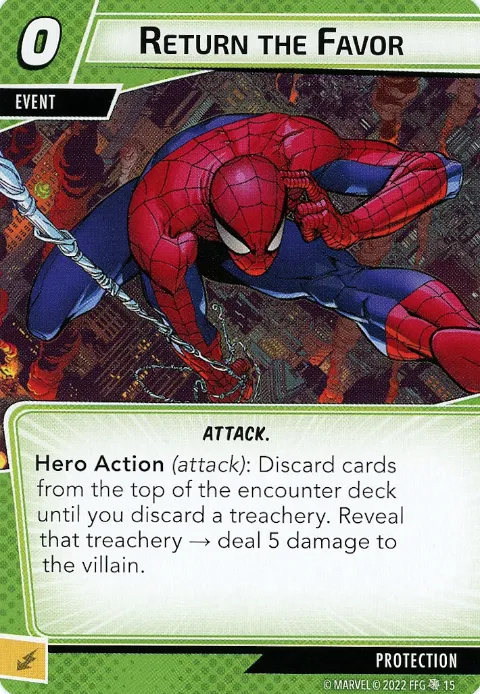 0
RETURN THE FAVOR
EVENT
ATTACK.
Hero Action (attack): Discard cards
from the top of the encounter deck
until you discard a treachery. Reveal
that treachery → deal 5 damage to
the villain.
PROTECTION
© MARVEL © 2022 FFG 15